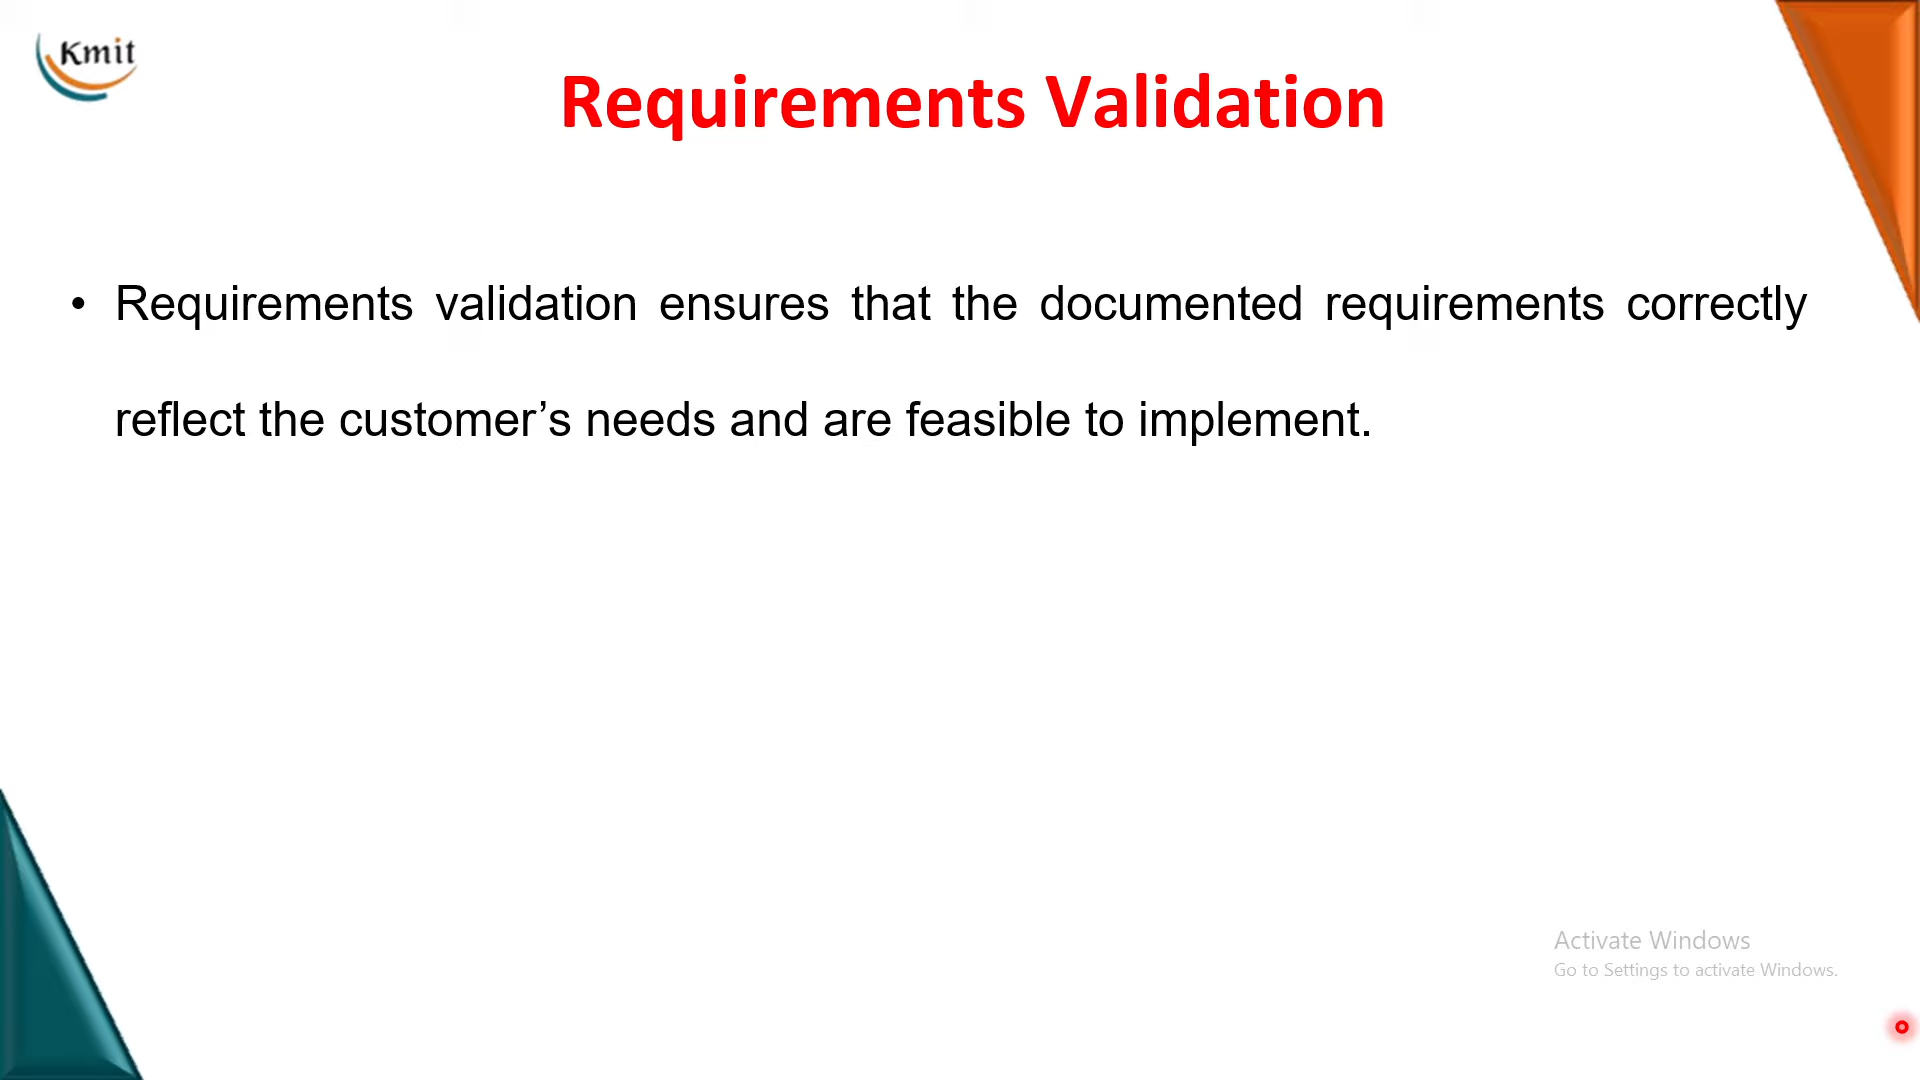 Kmit
Requirements Validation
• Requirements validation ensures that the documented requirements correctly
reflect the customer’s needs and are feasible to implement.
Activate Windows
Go to Settings to activate Windows.